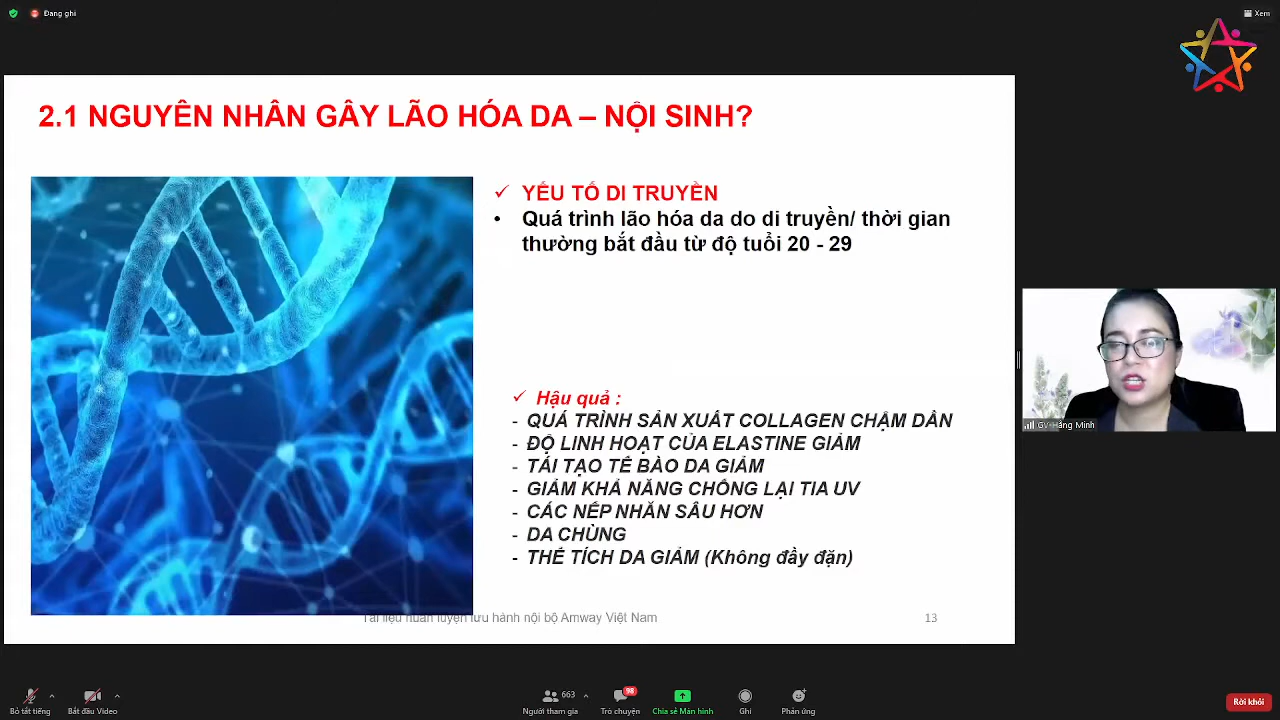 Đang ghi
Xem
2.1 NGUYÊN NHÂN GÂY LÃO HÓA DA – NỘI SINH?
✓ YẾU TỐ DI TRUYỀN
• Quá trình lão hóa da do di truyền/ thời gian
thường bắt đầu từ độ tuổi 20 - 29
✓ Hậu quả :
- QUÁ TRÌNH SẢN XUẤT COLLAGEN CHẬM DẦN
- ĐỘ LINH HOẠT CỦA ELASTINE GIẢM
- TÁI TẠO TẾ BÀO DA GIẢM
- GIẢM KHẢ NĂNG CHỐNG LẠI TIA UV
- CÁC NẾP NHĂN SÂU HƠN
- DA CHÙNG
- THỂ TÍCH DA GIẢM (Không đầy đặn)
GV-Hằng Minh
Tài liệu huấn luyện lưu hành nội bộ Amway Việt Nam
13
Bỏ tắt tiếng
Bắt đầu Video
663
Người tham gia
98
Trò chuyện
Chia sẻ Màn hình
Ghi
Phản ứng
Rời khỏi